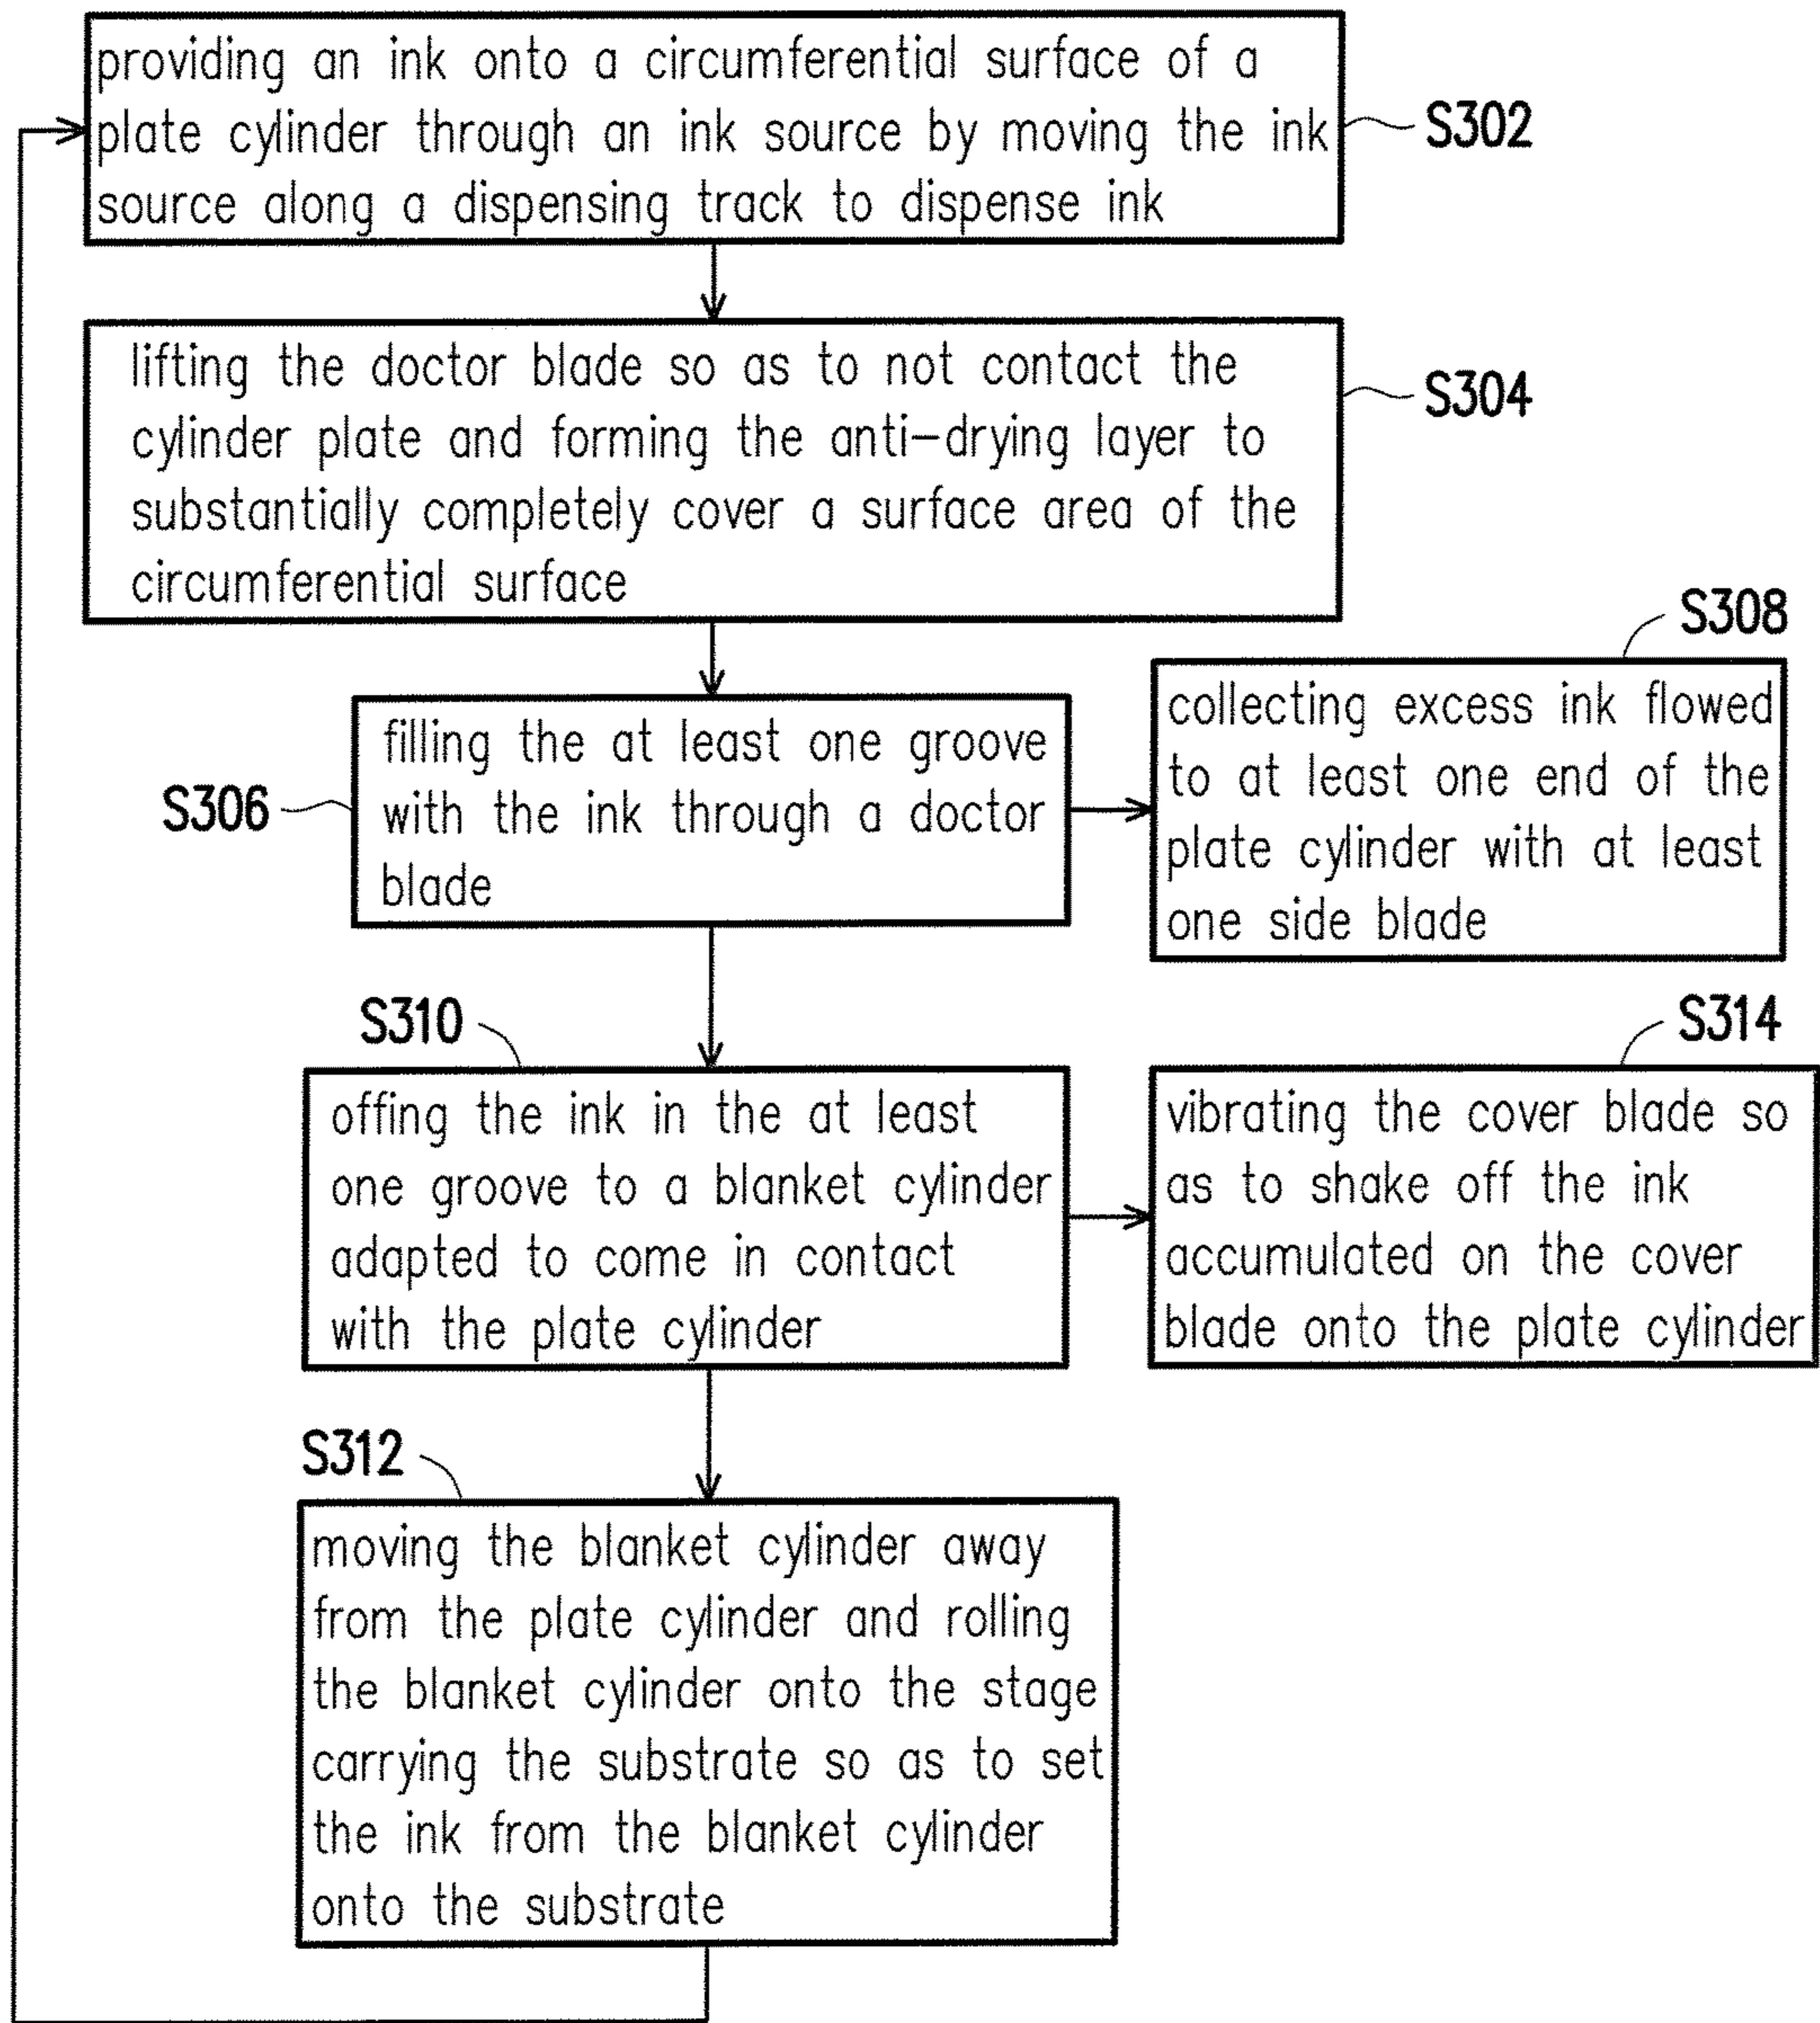 providing an ink onto a circumferential surface of a
plate cylinder through an ink source by moving the ink
source along a dispensing track to dispense ink
S302
lifting the doctor blade so as to not contact the
cylinder plate and forming the anti-drying layer to
substantially completely cover a surface area of the
circumferential surface
S304
S306
filling the at least one groove
with the ink through a doctor
blade
S308
collecting excess ink flowed
to at least one end of the
plate cylinder with at least
one side blade
S310
offing the ink in the at least
one groove to a blanket cylinder
adapted to come in contact
with the plate cylinder
S314
vibrating the cover blade so
as to shake off the ink
accumulated on the cover
blade onto the plate cylinder
S312
moving the blanket cylinder away
from the plate cylinder and rolling
the blanket cylinder onto the stage
carrying the substrate so as to set
the ink from the blanket cylinder
onto the substrate